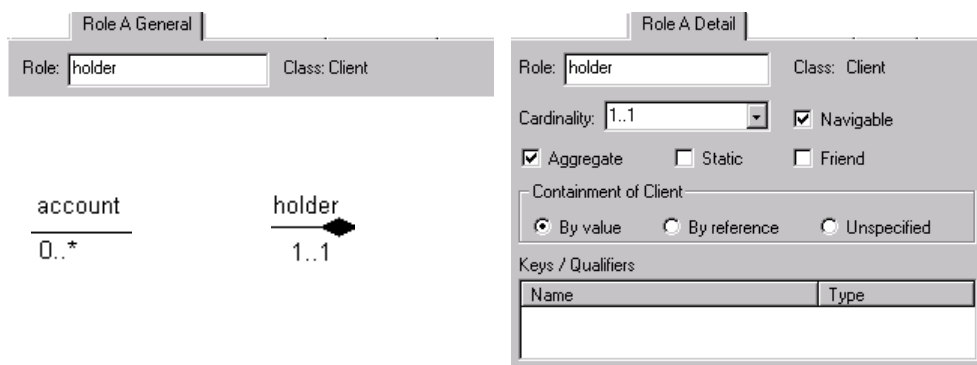 Role A General
Role: holder Class: Client
account holder
0..* 1..1
Role A Detail
Role: holder Class: Client
Cardinality: 1..1 Navigable
Aggregate Static Friend
Containment of Client
By value By reference Unspecified
Keys / Qualifiers
Name Type